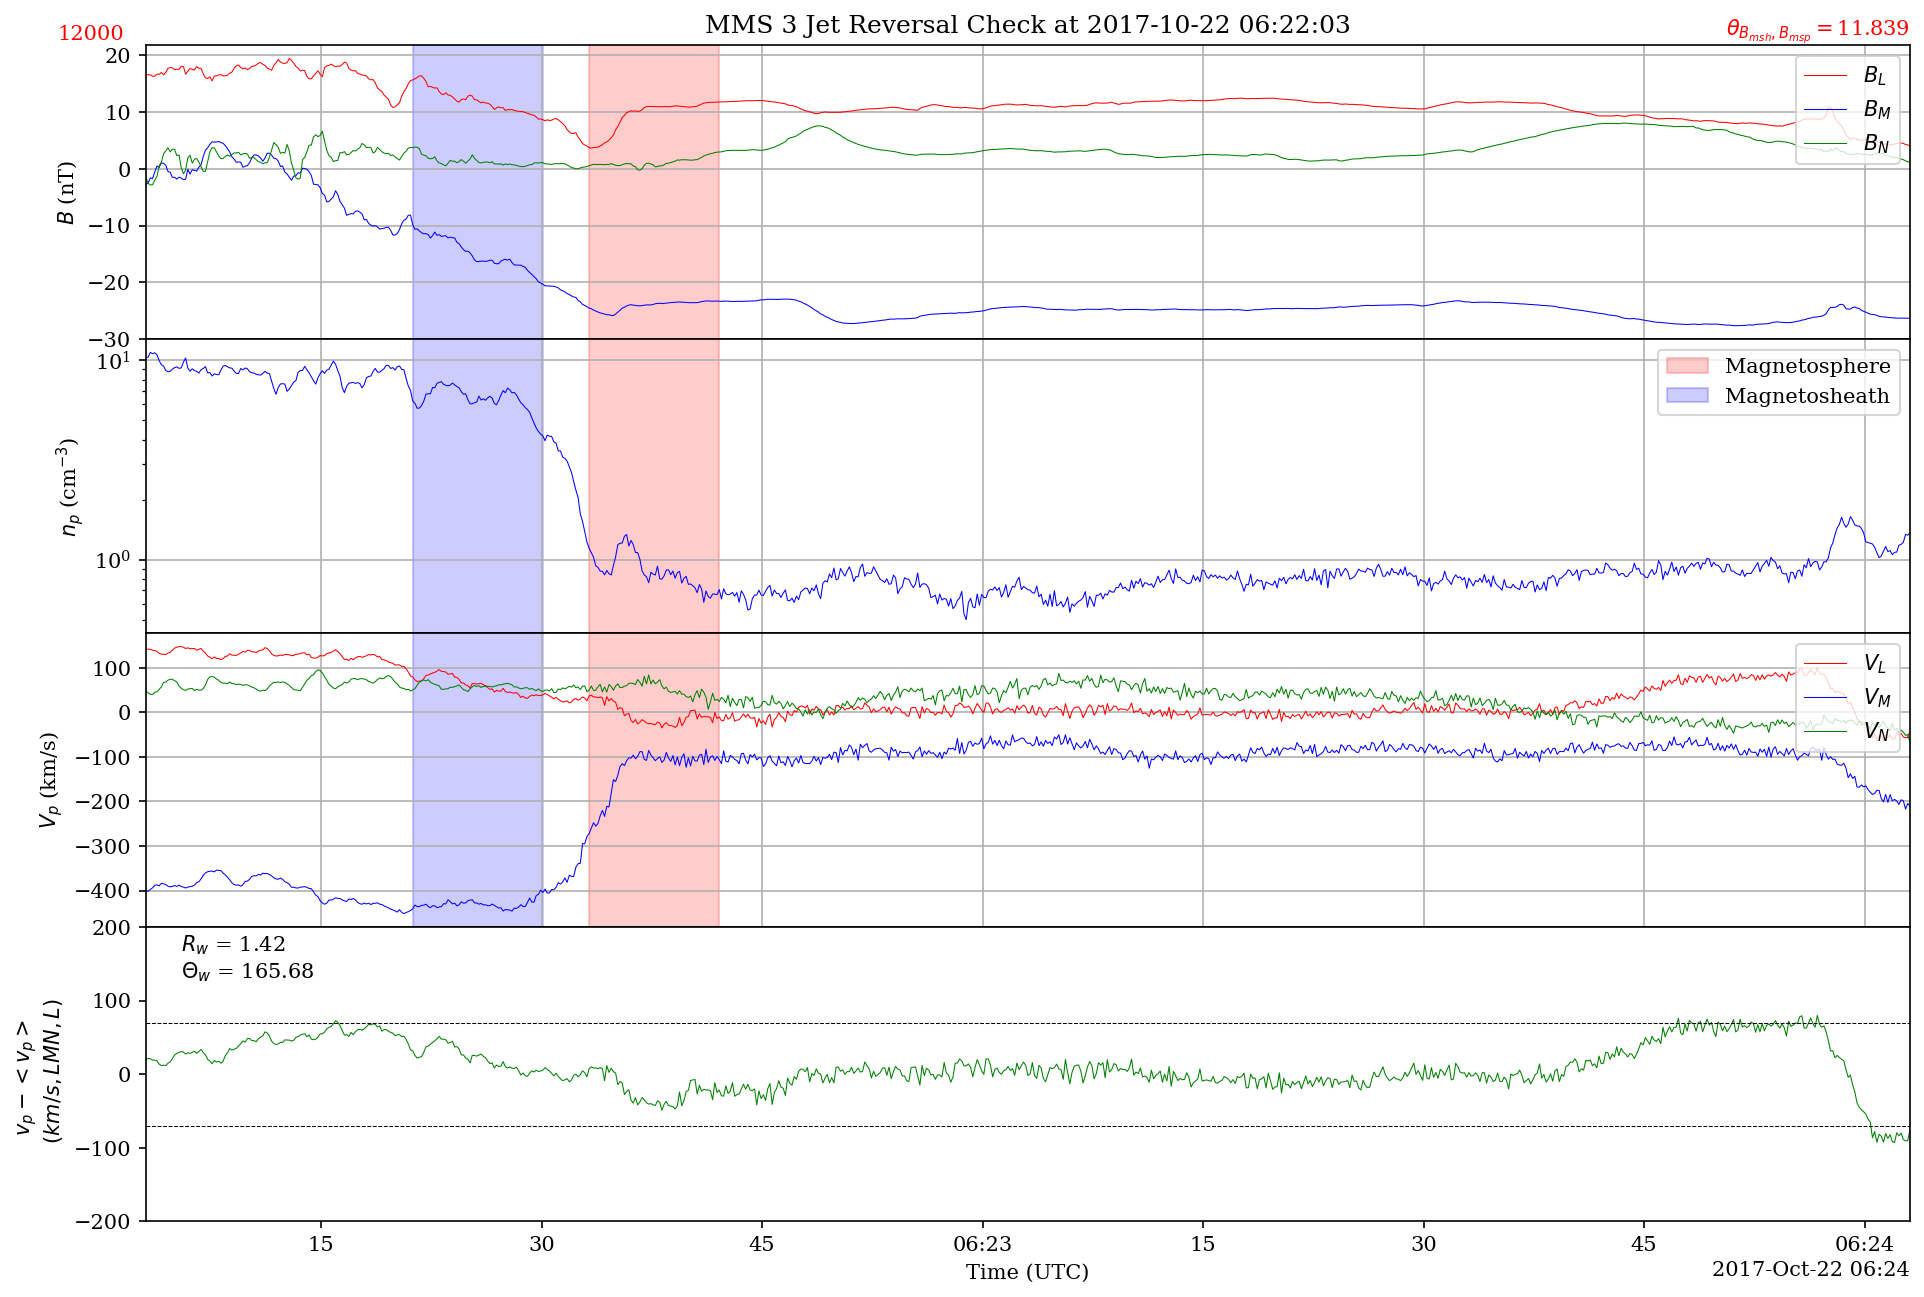 MMS 3 Jet Reversal Check at 2017-10-22 06:22:03
12000
θ_{B_{msh}, B_{msp}} = 11.839
20
10
0
−10
−20
−30
B (nT)
B_L
B_M
B_N
10^1
10^0
n_p (cm^{−3})
Magnetosphere
Magnetosheath
100
0
−100
−200
−300
−400
V_p (km/s)
V_L
V_M
V_N
200
100
0
−100
−200
v_p − < v_p >
(km/s, LMN, L)
R_w = 1.42
Θ_w = 165.68
15 30 45 06:23 15 30 45 06:24
Time (UTC)
2017-Oct-22 06:24